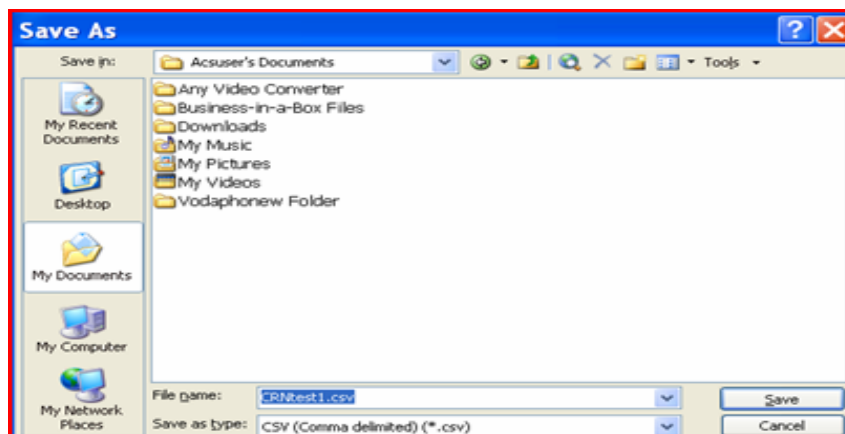 Save As
Save in:
Acsuser's Documents
Tools
My Recent
Documents
Desktop
My Documents
My Computer
My Network
Places
Any Video Converter
Business-in-a-Box Files
Downloads
My Music
My Pictures
My Videos
Vodaphonew Folder
File name:
CRNtest1.csv
Save
Save as type:
CSV (Comma delimited) (*.csv)
Cancel